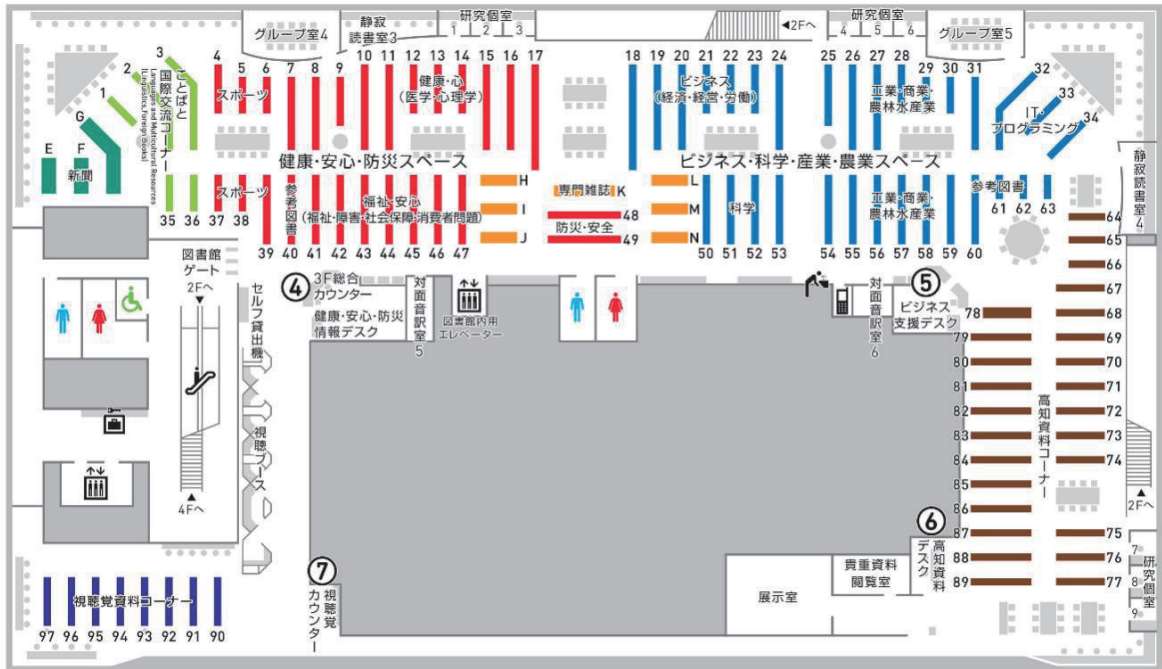 グループ室4
静寂
読書室3
研究個室
1 2 3
◀2Fへ
研究個室
4 5 6
グループ室5
G
E
F
新聞
1
2
3
ことばと
国際交流コーナー
Languages and Multicultural Resources
(Linguistics, Foreign Books)
35
36
4 5 6 7 8 9 10 11 12 13 14 15 16 17
スポーツ
健康・心
(医学・心理学)
18 19 20 21 22 23 24
ビジネス
(経済・経営・労働)
25 26 27 28 29 30 31
工業・商業・
農林水産業
32
33
34
IT・
プログラミング
静寂読書室4
健康・安心・防災スペース
ビジネス・科学・産業・農業スペース
スポーツ
37 38 39 40 41 42 43 44 45 46 47
参考図書
福祉・安心
(福祉・障害・社会保障・消費者問題)
H
I
J
専門雑誌
K
48
防災・安全
49
L
M
N
科学
50 51 52 53
工業・商業・
農林水産業
54 55 56 57 58 59 60
参考図書
61 62 63
図書館
ゲート
2Fへ
▼
セルフ貸出機
視聴ブース
▲
4Fへ
④
3F総合
カウンター
健康・安心・防災
情報デスク
対面音訳室5
図書館内用
エレベーター
対面音訳室6
⑤
ビジネス
支援デスク
64
65
66
67
68
69
70
71
72
73
74
75
76
77
78
79
80
81
82
83
84
85
86
87
88
89
高知資料コーナー
▲
2Fへ
研究個室
7
8
9
⑥
高知資料
デスク
貴重資料
閲覧室
展示室
⑦
視聴覚
カウンター
視聴覚資料コーナー
97 96 95 94 93 92 91 90